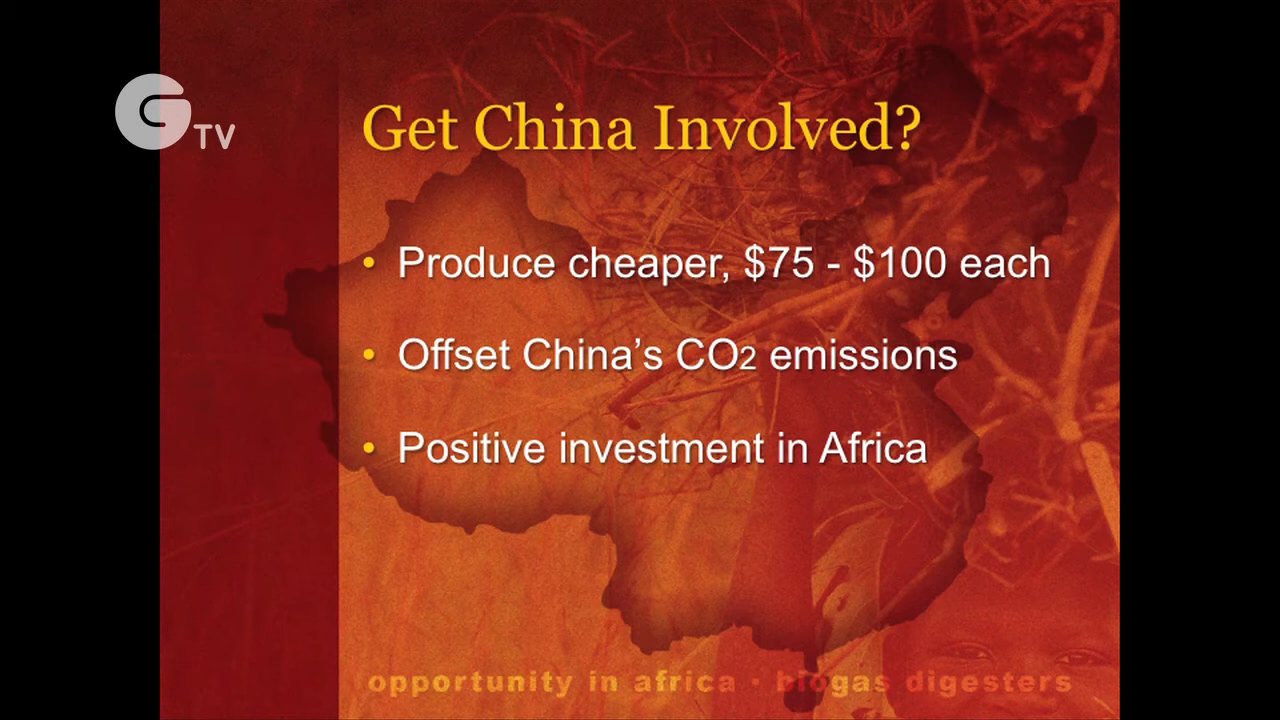 G TV
Get China Involved?
• Produce cheaper, $75 - $100 each
• Offset China’s CO2 emissions
• Positive investment in Africa
opportunity in africa · biogas digesters